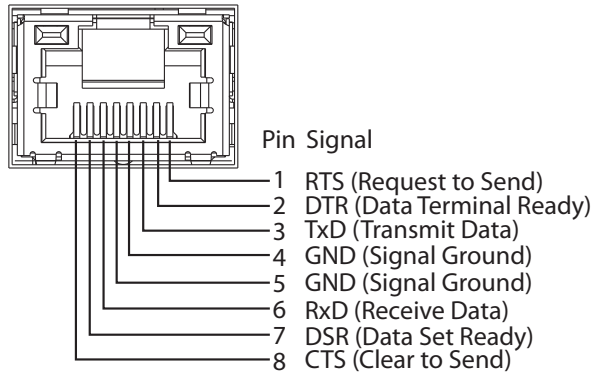 Pin Signal
1 RTS (Request to Send)
2 DTR (Data Terminal Ready)
3 TxD (Transmit Data)
4 GND (Signal Ground)
5 GND (Signal Ground)
6 RxD (Receive Data)
7 DSR (Data Set Ready)
8 CTS (Clear to Send)